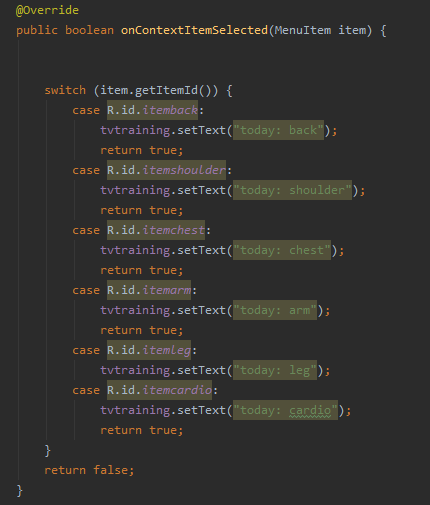 @Override
public boolean onContextItemSelected(MenuItem item) {
switch (item.getItemId()) {
case R.id.itemback:
tvtraining.setText("today: back");
return true;
case R.id.itemshoulder:
tvtraining.setText("today: shoulder");
return true;
case R.id.itemchest:
tvtraining.setText("today: chest");
return true;
case R.id.itemarm:
tvtraining.setText("today: arm");
return true;
case R.id.itemleg:
tvtraining.setText("today: leg");
case R.id.itemcardio:
tvtraining.setText("today: cardio");
return true;
}
return false;
}